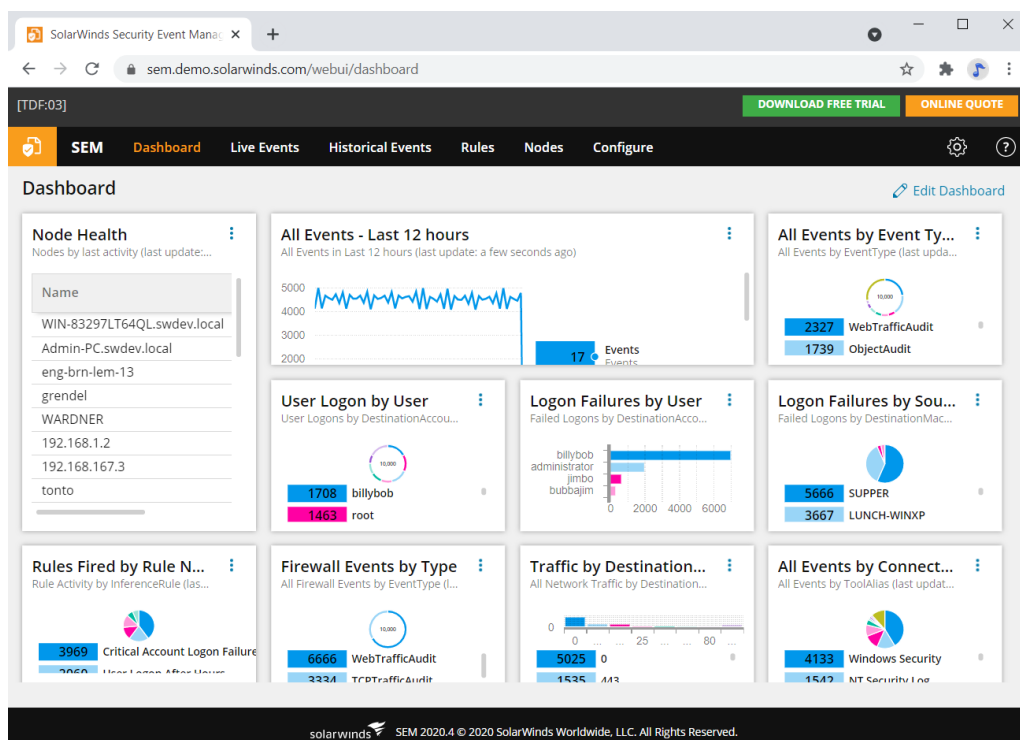 SolarWinds Security Event Manag
sem.demo.solarwinds.com/webui/dashboard
[TDF:03]
DOWNLOAD FREE TRIAL
ONLINE QUOTE
SEM Dashboard Live Events Historical Events Rules Nodes Configure
Dashboard
Edit Dashboard
Node Health
Nodes by last activity (last update:...
Name
WIN-83297LT64QL.swdev.local
Admin-PC.swdev.local
eng-brn-lem-13
grendel
WARDNER
192.168.1.2
192.168.167.3
tonto
All Events - Last 12 hours
All Events in Last 12 hours (last update: a few seconds ago)
5000
4000
3000
2000
17 Events
Events
All Events by Event Ty...
All Events by EventType (last upda...
10,000
2327 WebTrafficAudit
1739 ObjectAudit
User Logon by User
User Logons by DestinationAccou...
10,000
1708 billybob
1463 root
Logon Failures by User
Failed Logons by DestinationAcco...
billybob
administrator
jimbo
bubbajim
0 2000 4000 6000
Logon Failures by Sou...
Failed Logons by DestinationMac...
5666 SUPPER
3667 LUNCH-WINXP
Rules Fired by Rule N...
Rule Activity by InferenceRule (las...
3969 Critical Account Logon Failure
User Logon After Hours
Firewall Events by Type
All Firewall Events by EventType (l...
10,000
6666 WebTrafficAudit
3334 TCPTrafficAudit
Traffic by Destination...
All Network Traffic by Destination...
0
0 ... ... 25 ... ... 80 ...
5025 0
1535 443
All Events by Connect...
All Events by ToolAlias (last updat...
4133 Windows Security
1542 NT Security Log
solarwinds SEM 2020.4 © 2020 SolarWinds Worldwide, LLC. All Rights Reserved.